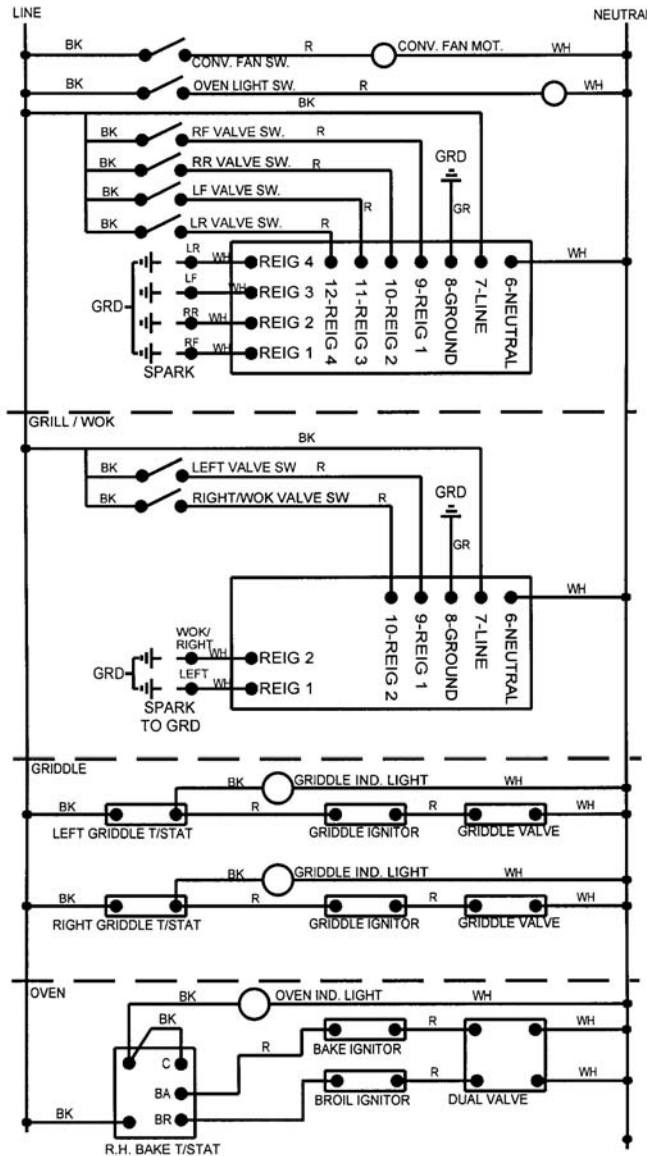 LINE
NEUTRAL
BK
R
CONV. FAN MOT.
WH
CONV. FAN SW.
OVEN LIGHT SW.
R
WH
BK
BK
RF VALVE SW.
R
BK
RR VALVE SW.
R
GRD
BK
LF VALVE SW.
R
GR
BK
LR VALVE SW.
R
LR
WH
REIG 4
WH
LF
WH
REIG 3
GRD
RR
WH
REIG 2
RF
WH
REIG 1
SPARK
12-REIG 4
11-REIG 3
10-REIG 2
9-REIG 1
8-GROUND
7-LINE
6-NEUTRAL
GRILL / WOK
BK
BK
LEFT VALVE SW
R
BK
RIGHT/WOK VALVE SW
R
GRD
GR
WH
10-REIG 2
9-REIG 1
8-GROUND
7-LINE
6-NEUTRAL
WOK/
RIGHT
WH
REIG 2
GRD
LEFT
WH
REIG 1
SPARK
TO GRD
GRIDDLE
BK
GRIDDLE IND. LIGHT
WH
BK
R
R
WH
LEFT GRIDDLE T/STAT
GRIDDLE IGNITOR
GRIDDLE VALVE
BK
GRIDDLE IND. LIGHT
WH
BK
R
R
WH
RIGHT GRIDDLE T/STAT
GRIDDLE IGNITOR
GRIDDLE VALVE
OVEN
BK
OVEN IND. LIGHT
WH
BK
R
WH
R
BAKE IGNITOR
C
BA
R
WH
BROIL IGNITOR
DUAL VALVE
BK
BR
R.H. BAKE T/STAT